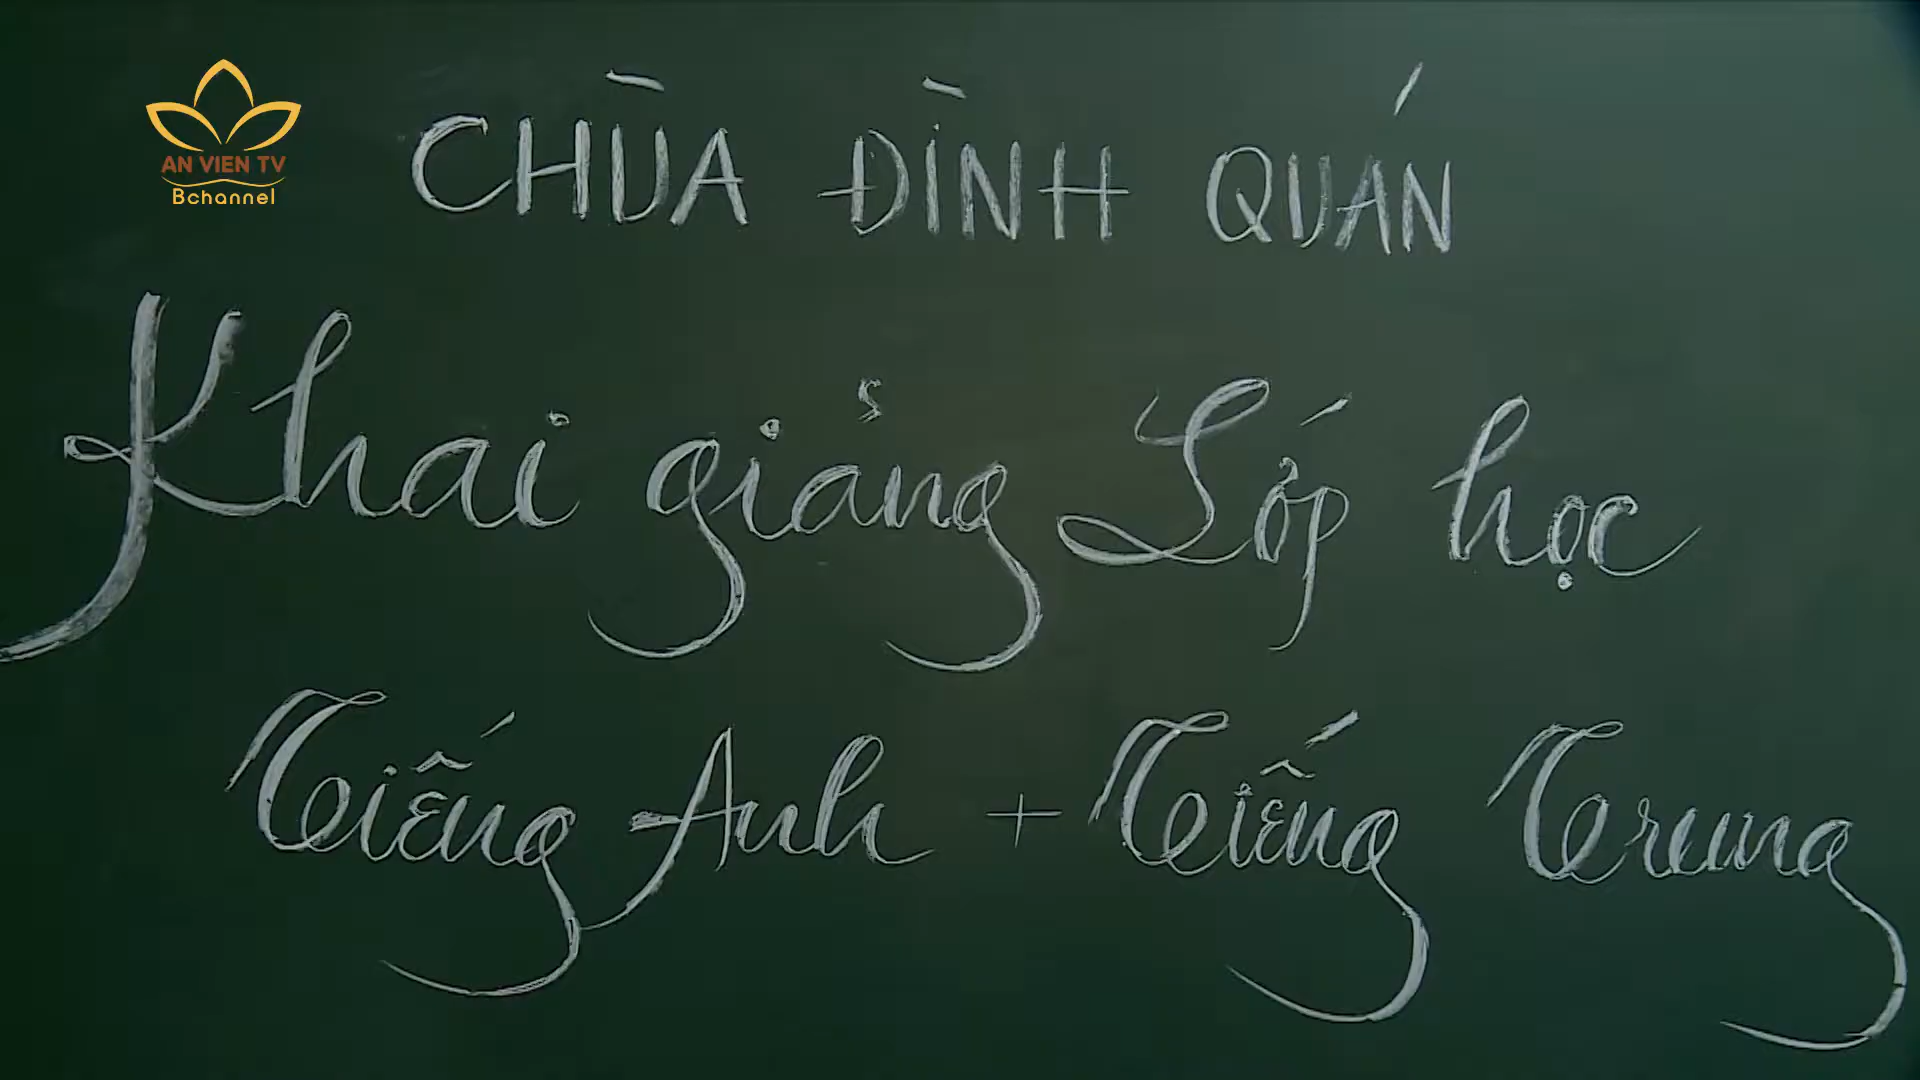 AN VIEN TV
Bchannel
CHÙA ĐÌNH QUÁN
Khai giảng Lớp học
Tiếng Anh + Tiếng Trung